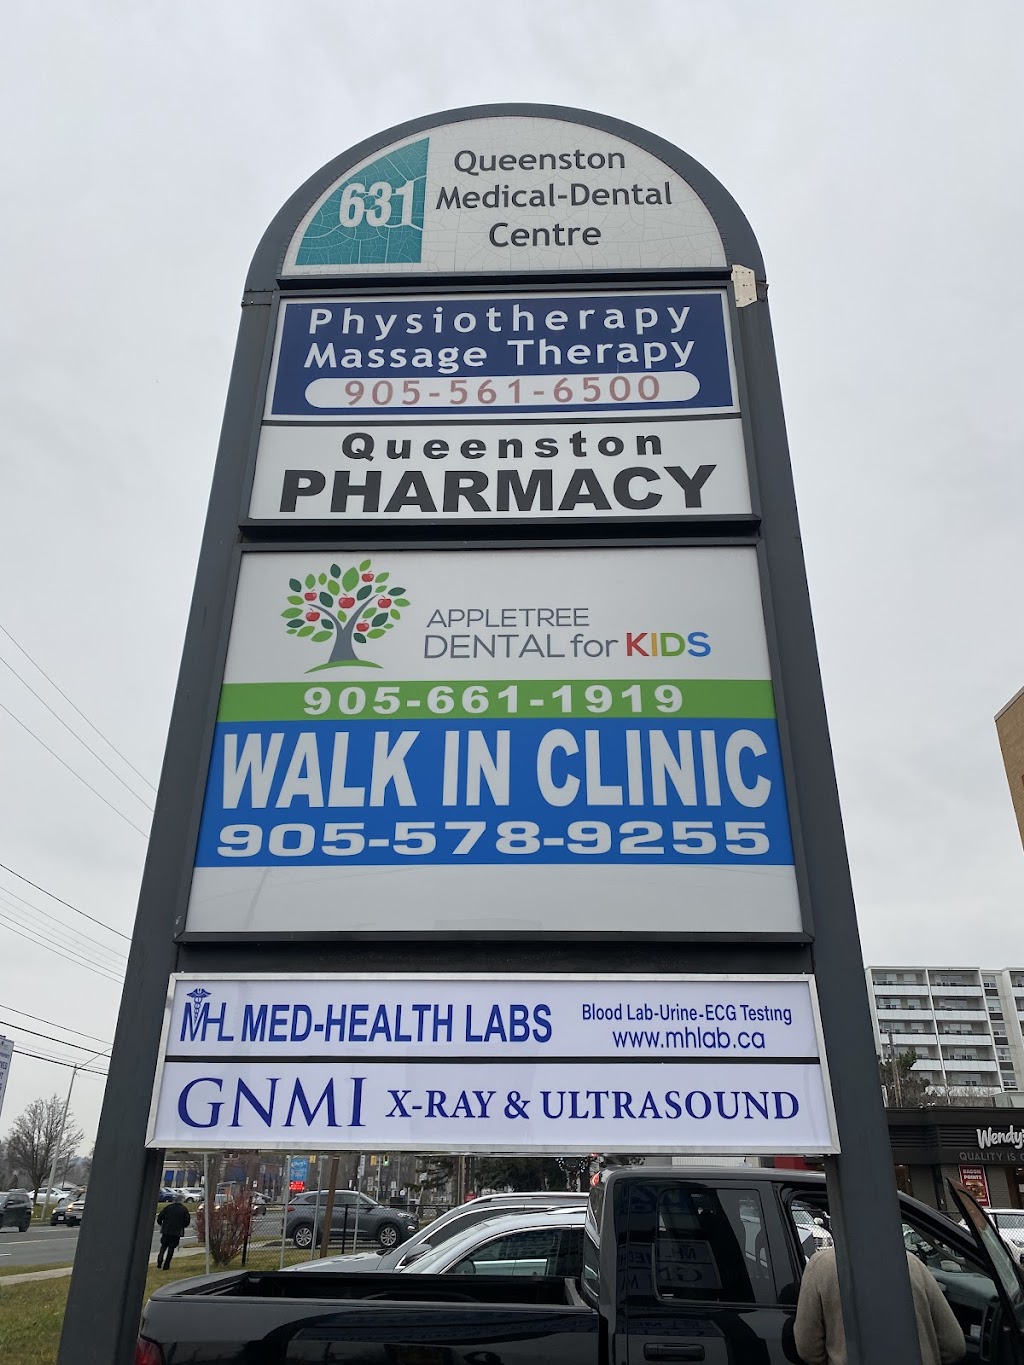 631
Queenston
Medical-Dental
Centre
Physiotherapy
Massage Therapy
905-561-6500
Queenston
PHARMACY
APPLETREE
DENTAL for KIDS
905-661-1919
WALK IN CLINIC
905-578-9255
MHL MED-HEALTH LABS
Blood Lab-Urine-ECG Testing
www.mhlab.ca
GNMI X-RAY & ULTRASOUND
QUALITY IS